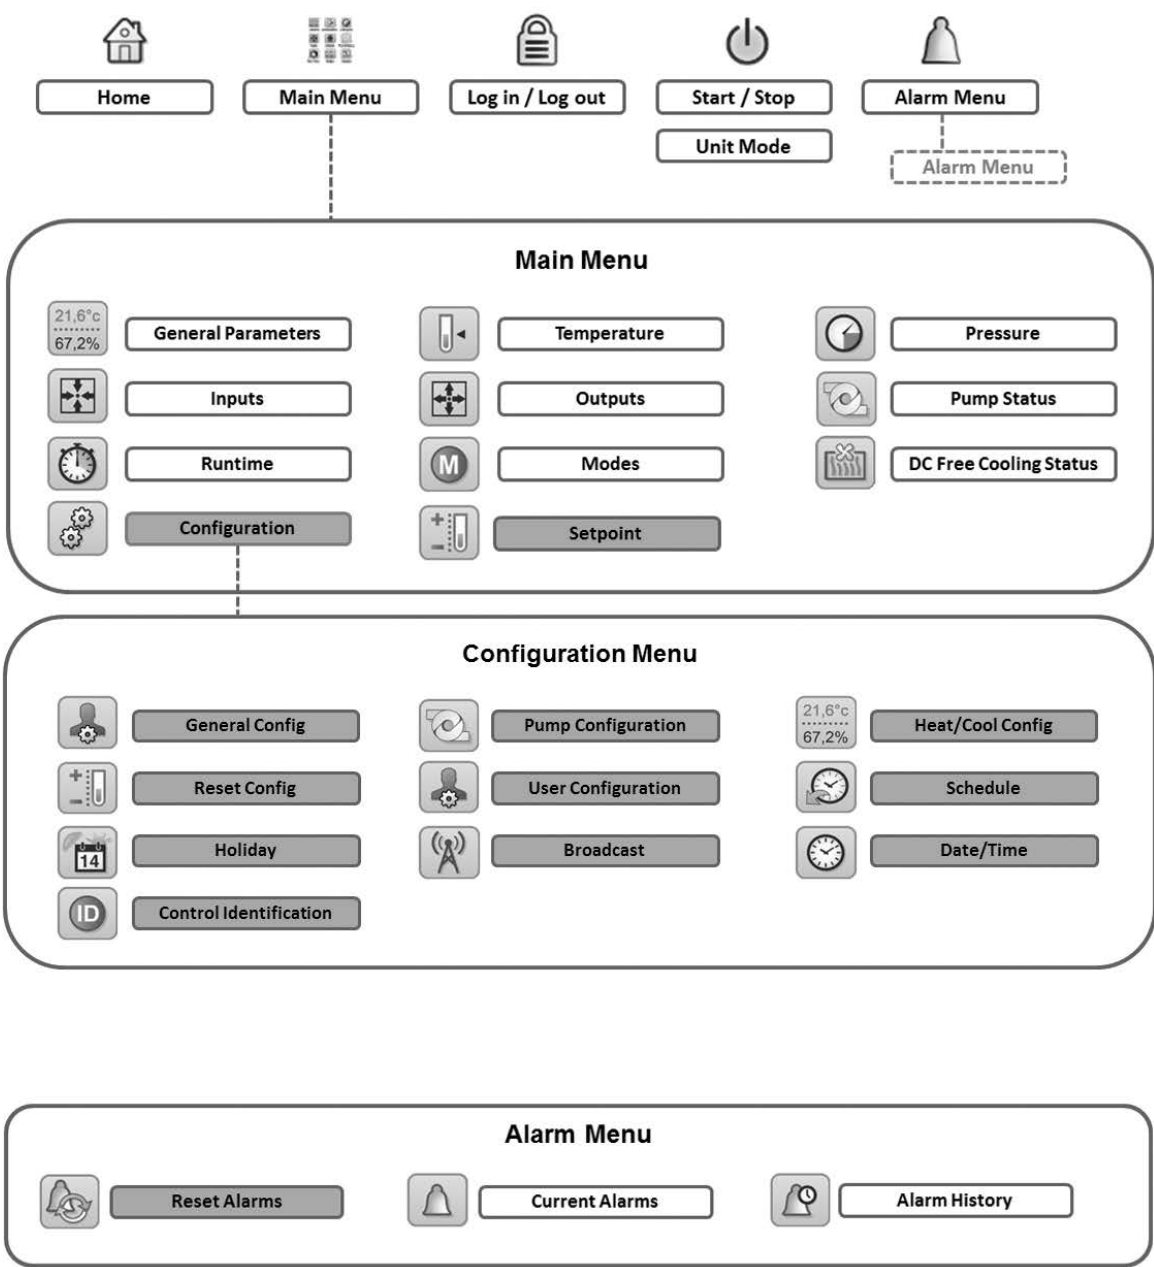 Home
Main Menu
Log in / Log out
Start / Stop
Alarm Menu
Unit Mode
Alarm Menu
Main Menu
21,6°c
67,2%
General Parameters
Temperature
Pressure
Inputs
Outputs
Pump Status
Runtime
M
Modes
DC Free Cooling Status
Configuration
Setpoint
Configuration Menu
General Config
Pump Configuration
21,6°c
67,2%
Heat/Cool Config
Reset Config
User Configuration
Schedule
14
Holiday
Broadcast
Date/Time
ID
Control Identification
Alarm Menu
Reset Alarms
Current Alarms
Alarm History